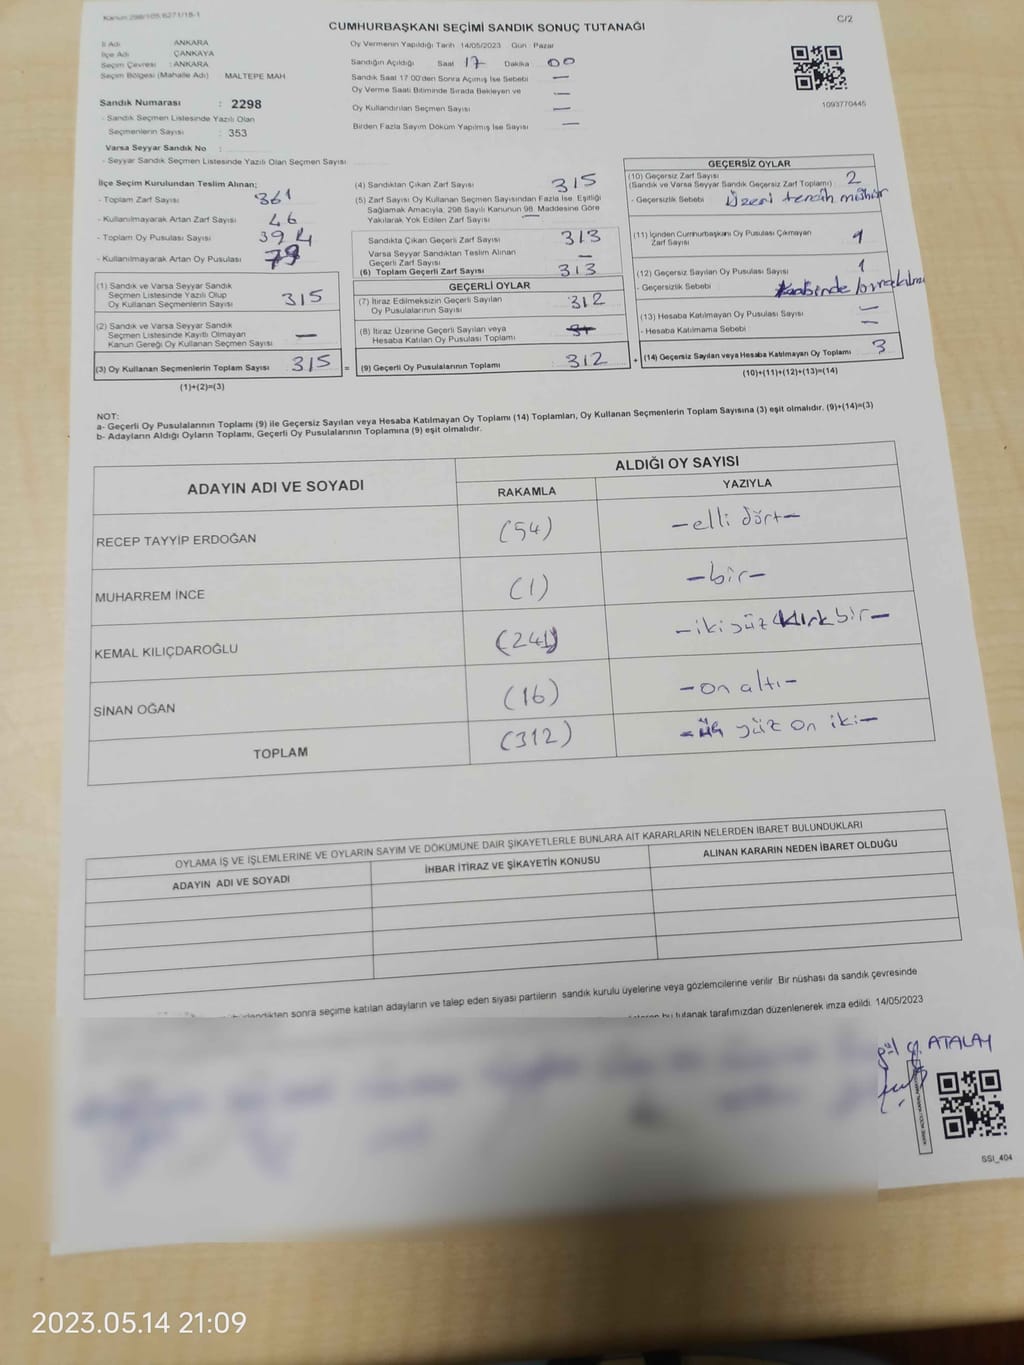 Kanun:298/105,6271/18-1
C/2
CUMHURBAŞKANI SEÇİMİ SANDIK SONUÇ TUTANAĞI
İl Adı : ANKARA
İlçe Adı : ÇANKAYA
Seçim Çevresi : ANKARA
Seçim Bölgesi (Mahalle Adı) : MALTEPE MAH
Sandık Numarası : 2298
- Sandık Seçmen Listesinde Yazılı Olan
Seçmenlerin Sayısı : 353
Varsa Seyyar Sandık No :
- Seyyar Sandık Seçmen Listesinde Yazılı Olan Seçmen Sayısı
Oy Vermenin Yapıldığı Tarih 14/05/2023 Gün : Pazar
Sandığın Açıldığı Saat 17 Dakika 00
Sandık Saat 17:00'den Sonra Açımış İse Sebebi —
Oy Verme Saati Bitiminde Sırada Bekleyen ve —
Oy Kullandırılan Seçmen Sayısı —
Birden Fazla Sayım Döküm Yapılmış İse Sayısı —
1093770445
İlçe Seçim Kurulundan Teslim Alınan;
- Toplam Zarf Sayısı : 361
- Kullanılmayarak Artan Zarf Sayısı : 46
- Toplam Oy Pusulası Sayısı : 394
- Kullanılmayarak Artan Oy Pusulası : 79
(1) Sandık ve Varsa Seyyar Sandık
Seçmen Listesinde Yazılı Olup
Oy Kullanan Seçmenlerin Sayısı 315
(2) Sandık ve Varsa Seyyar Sandık
Seçmen Listesinde Kayıtlı Olmayan
Kanun Gereği Oy Kullanan Seçmen Sayısı —
(3) Oy Kullanan Seçmenlerin Toplam Sayısı 315 =
(1)+(2)=(3)
(4) Sandıktan Çıkan Zarf Sayısı 315
(5) Zarf Sayısı Oy Kullanan Seçmen Sayısından Fazla İse, Eşitliği
Sağlamak Amacıyla, 298 Sayılı Kanunun 98. Maddesine Göre
Yakılarak Yok Edilen Zarf Sayısı —
Sandıkta Çıkan Geçerli Zarf Sayısı 313
Varsa Seyyar Sandıktan Teslim Alınan
Geçerli Zarf Sayısı —
(6) Toplam Geçerli Zarf Sayısı 313
GEÇERLİ OYLAR
(7) İtiraz Edilmeksizin Geçerli Sayılan
Oy Pusulalarının Sayısı 312
(8) İtiraz Üzerine Geçerli Sayılan veya
Hesaba Katılan Oy Pusulası Toplamı
(9) Geçerli Oy Pusulalarının Toplamı 312 +
GEÇERSİZ OYLAR
(10) Geçersiz Zarf Sayısı 2
(Sandık ve Varsa Seyyar Sandık Geçersiz Zarf Toplamı)
- Geçersizlik Sebebi : Üzeri tercih mühür
(11) İçinden Cumhurbaşkanı Oy Pusulası Çıkmayan
Zarf Sayısı 1
(12) Geçersiz Sayılan Oy Pusulası Sayısı 1
- Geçersizlik Sebebi :
(13) Hesaba Katılmayan Oy Pusulası Sayısı —
- Hesaba Katılmama Sebebi : —
(14) Geçersiz Sayılan veya Hesaba Katılmayan Oy Toplamı 3
(10)+(11)+(12)+(13)=(14)
NOT:
a- Geçerli Oy Pusulalarının Toplamı (9) ile Geçersiz Sayılan veya Hesaba Katılmayan Oy Toplamı (14) Toplamları, Oy Kullanan Seçmenlerin Toplam Sayısına (3) eşit olmalıdır. (9)+(14)=(3)
b- Adayların Aldığı Oyların Toplamı, Geçerli Oy Pusulalarının Toplamına (9) eşit olmalıdır.
ADAYIN ADI VE SOYADI
ALDIĞI OY SAYISI
RAKAMLA YAZIYLA
RECEP TAYYİP ERDOĞAN (54) -elli dört-
MUHARREM İNCE (1) -bir-
KEMAL KILIÇDAROĞLU (241) -iki yüz kırk bir-
SİNAN OĞAN (16) -on altı-
TOPLAM (312) -üç yüz on iki-
OYLAMA İŞ VE İŞLEMLERİNE VE OYLARIN SAYIM VE DÖKÜMÜNE DAİR ŞİKAYETLERLE BUNLARA AİT KARARLARIN NELERDEN İBARET BULUNDUKLARI
ADAYIN ADI VE SOYADI İHBAR İTİRAZ VE ŞİKAYETİN KONUSU ALINAN KARARIN NEDEN İBARET OLDUĞU
sonra seçime katılan adayların ve talep eden siyasi partilerin sandık kurulu üyelerine veya gözlemcilerine verilir. Bir nüshası da sandık çevresinde
bu tutanak tarafımızdan düzenlenerek imza edildi. 14/05/2023
ATALAY
SSI_404
2023.05.14 21:09